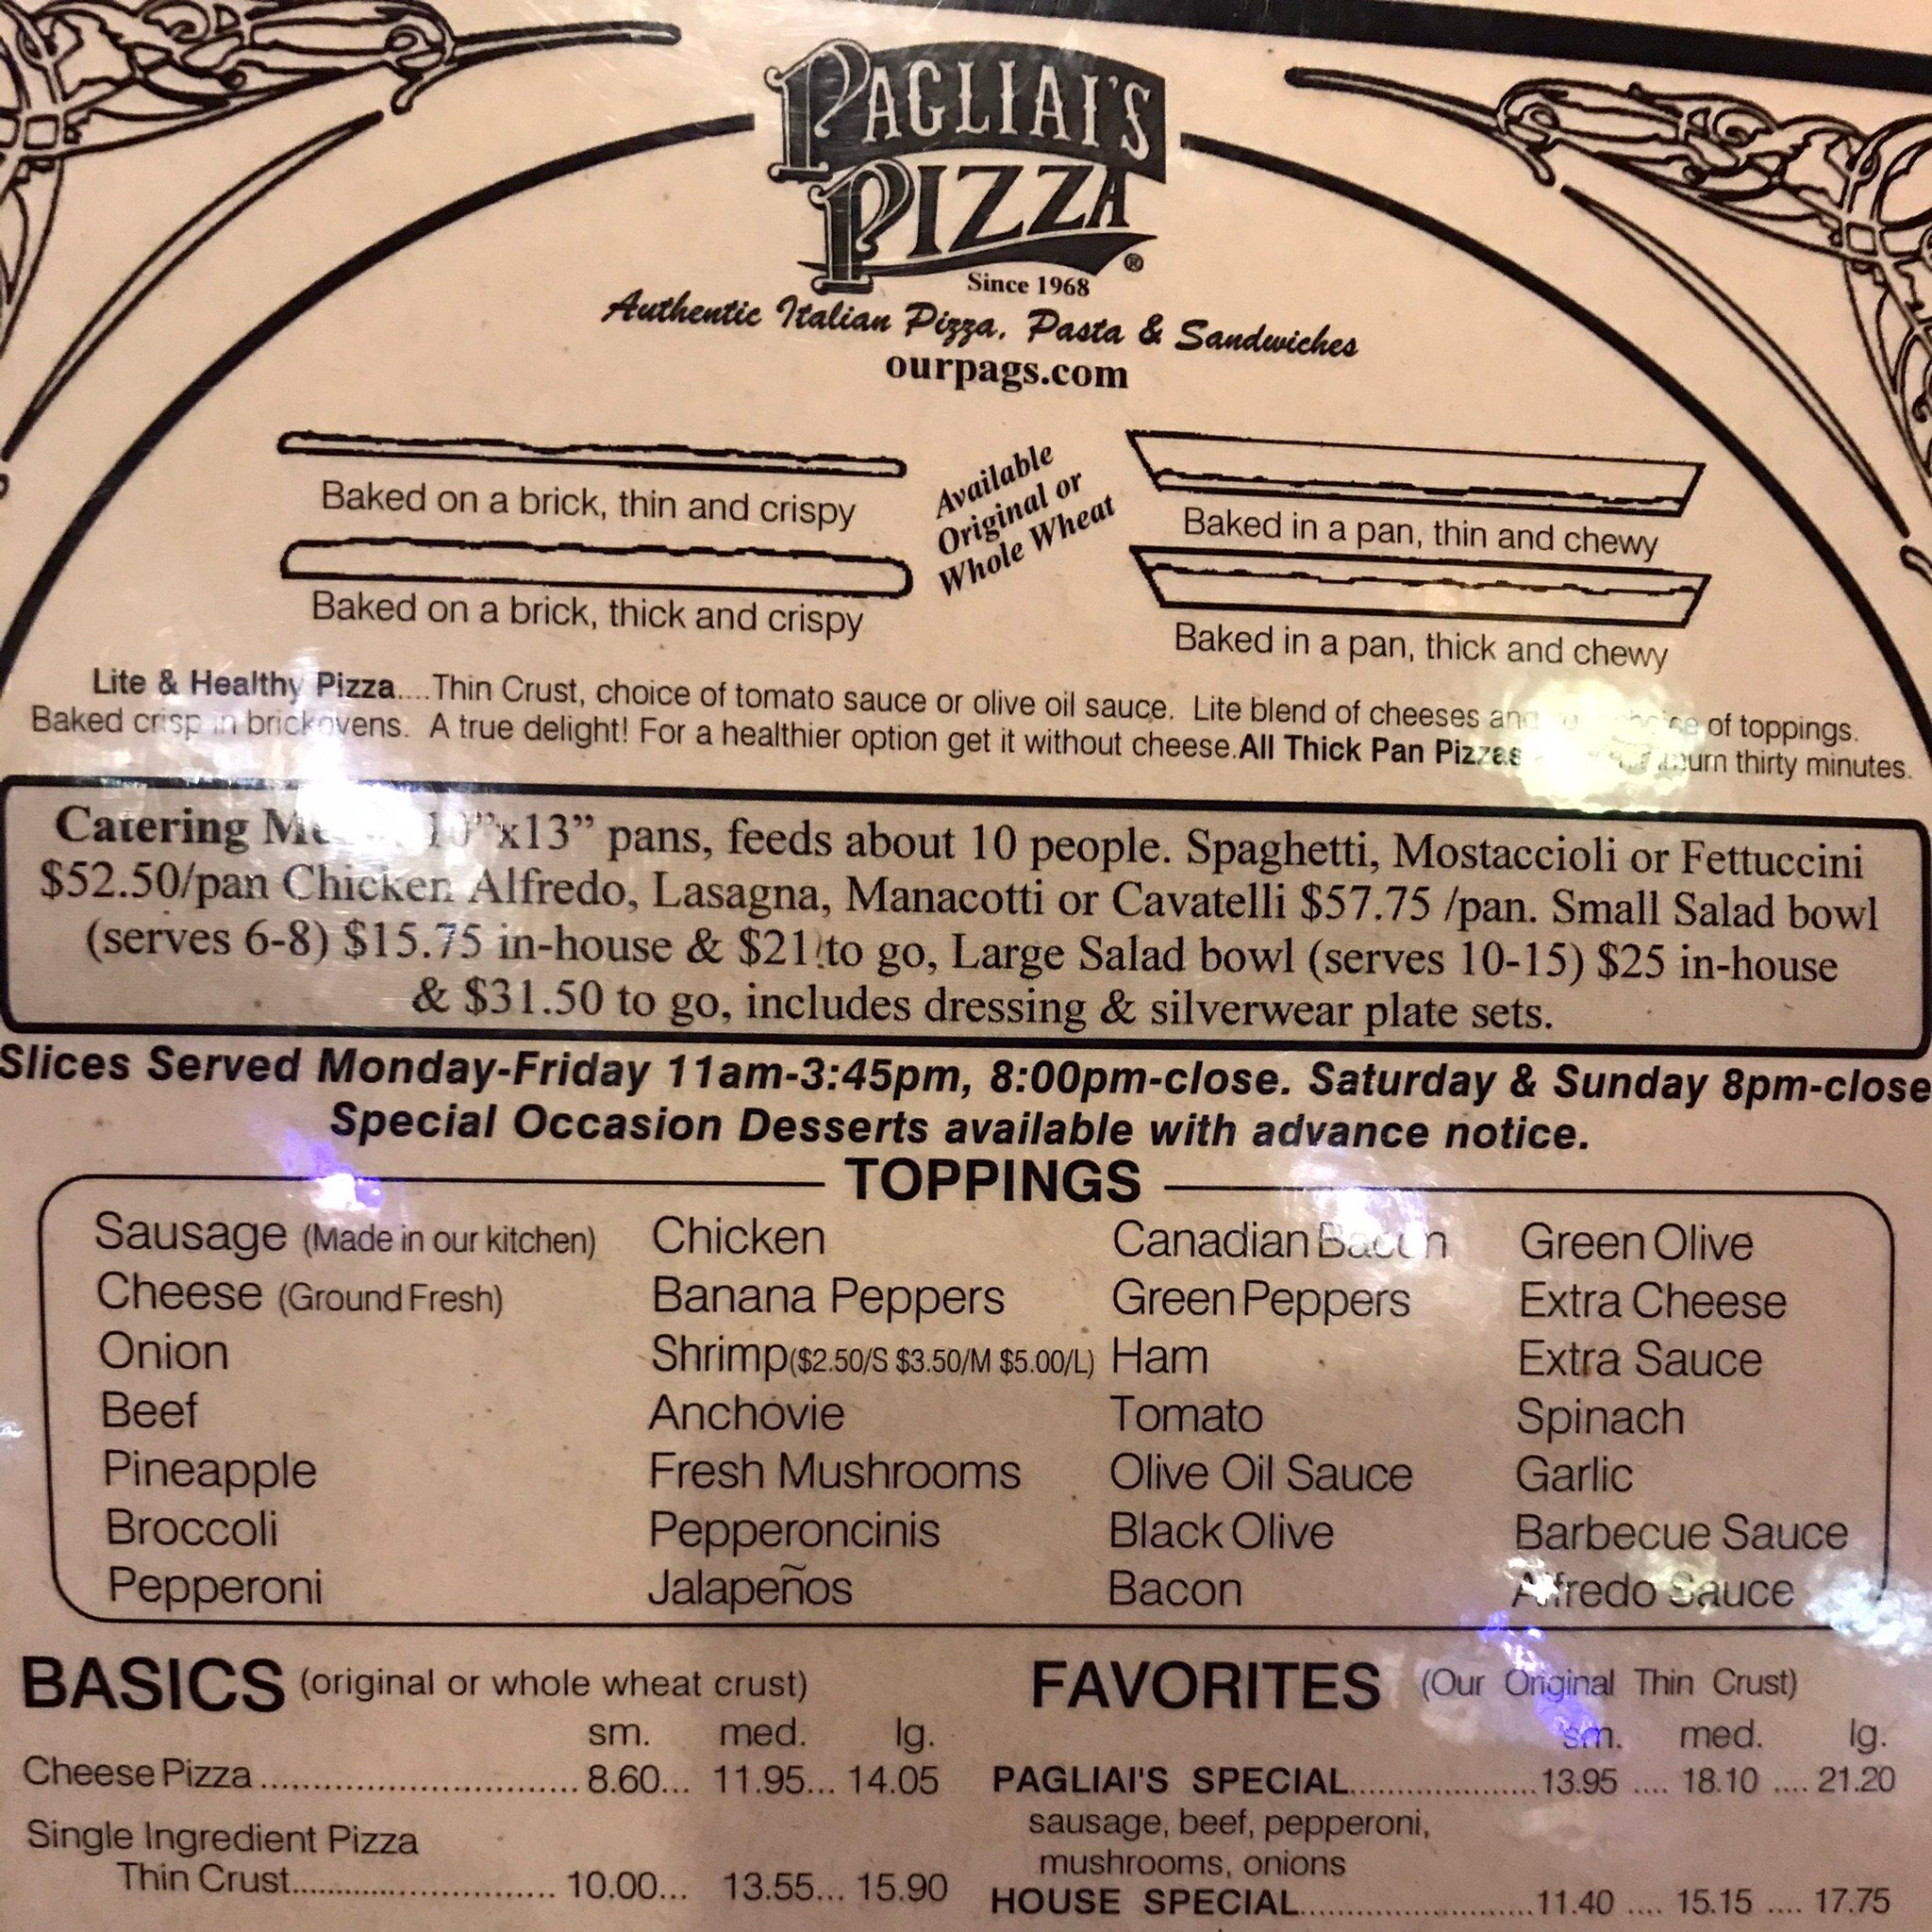 PAGLIAI'S
PIZZA
®
Since 1968
Authentic Italian Pizza, Pasta & Sandwiches
ourpags.com
Baked on a brick, thin and crispy
Baked on a brick, thick and crispy
Available
Original or
Whole Wheat
Baked in a pan, thin and chewy
Baked in a pan, thick and chewy
Lite & Healthy Pizza....Thin Crust, choice of tomato sauce or olive oil sauce. Lite blend of cheeses and choice of toppings.
Baked crisp in brickovens. A true delight! For a healthier option get it without cheese.All Thick Pan Pizzas thirty minutes.
Catering 10"x13" pans, feeds about 10 people. Spaghetti, Mostaccioli or Fettuccini
$52.50/pan Chicken Alfredo, Lasagna, Manacotti or Cavatelli $57.75 /pan. Small Salad bowl
(serves 6-8) $15.75 in-house & $21 to go, Large Salad bowl (serves 10-15) $25 in-house
& $31.50 to go, includes dressing & silverwear plate sets.
Slices Served Monday-Friday 11am-3:45pm, 8:00pm-close. Saturday & Sunday 8pm-close
Special Occasion Desserts available with advance notice.
TOPPINGS
Sausage (Made in our kitchen) Chicken Canadian Bacon Green Olive
Cheese (Ground Fresh) Banana Peppers Green Peppers Extra Cheese
Onion Shrimp($2.50/S $3.50/M $5.00/L) Ham Extra Sauce
Beef Anchovie Tomato Spinach
Pineapple Fresh Mushrooms Olive Oil Sauce Garlic
Broccoli Pepperoncinis Black Olive Barbecue Sauce
Pepperoni Jalapeños Bacon Alfredo Sauce
BASICS (original or whole wheat crust)
sm. med. lg.
Cheese Pizza.............................. 8.60... 11.95... 14.05
Single Ingredient Pizza
Thin Crust......................... 10.00... 13.55... 15.90
FAVORITES (Our Original Thin Crust)
sm. med. lg.
PAGLIAI'S SPECIAL....................13.95 .... 18.10 .... 21.20
sausage, beef, pepperoni,
mushrooms, onions
HOUSE SPECIAL.........................11.40 .... 15.15 .... 17.75